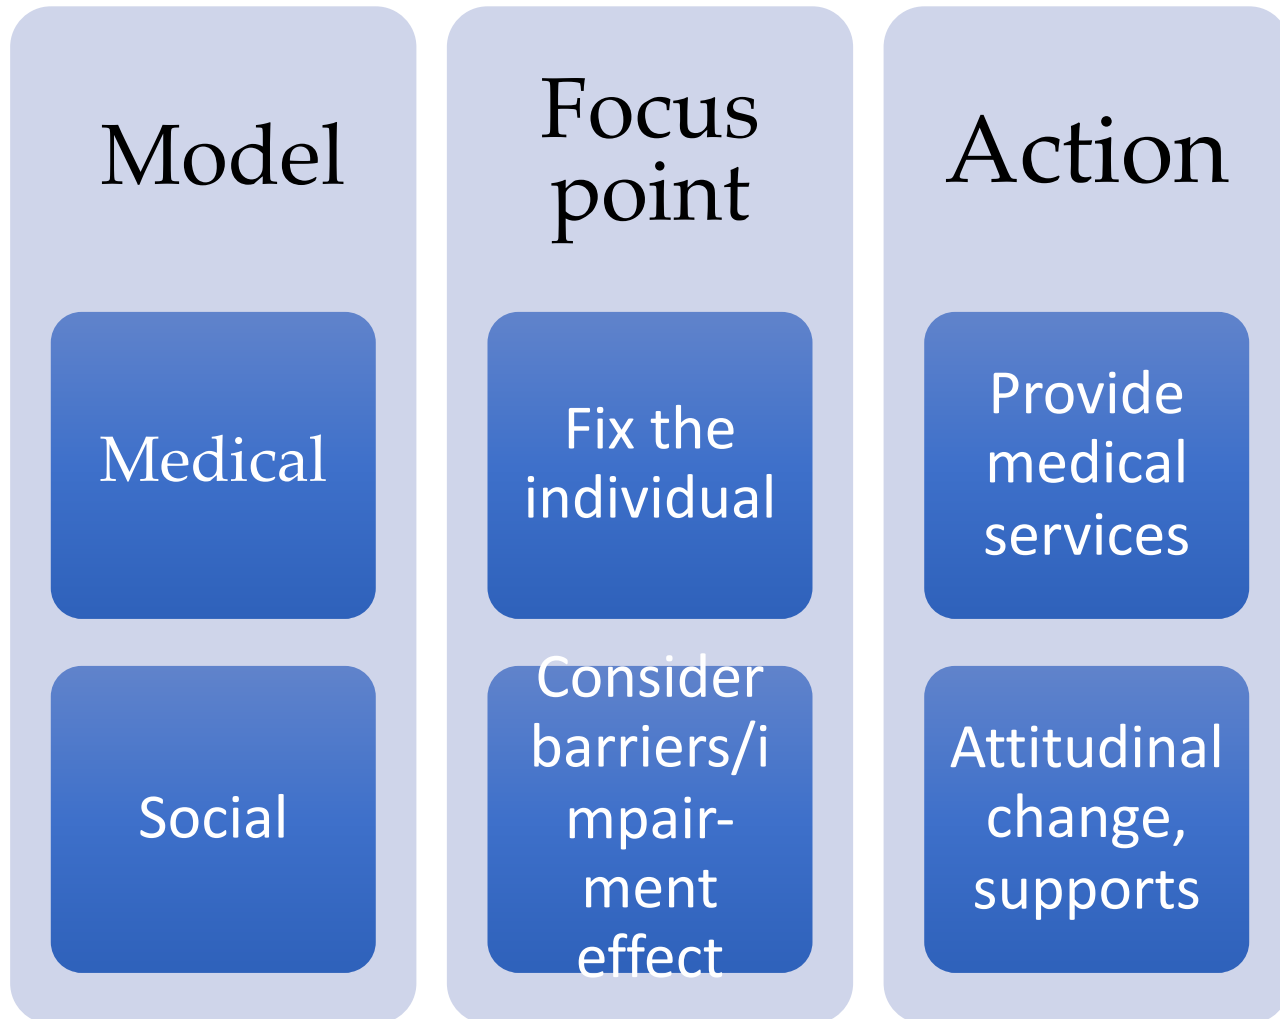 Model
Focus
point
Action
Medical
Fix the
individual
Provide
medical
services
Social
Consider
barriers/i
mpair-
ment
effect
Attitudinal
change,
supports